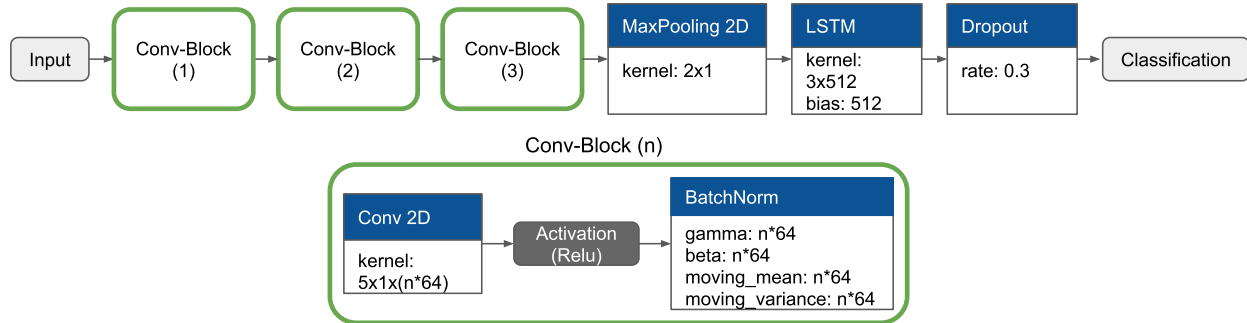 Input
Conv-Block
(1)
Conv-Block
(2)
Conv-Block
(3)
MaxPooling 2D
kernel: 2x1
LSTM
kernel:
3x512
bias: 512
Dropout
rate: 0.3
Classification
Conv-Block (n)
Conv 2D
kernel:
5x1x(n*64)
Activation
(Relu)
BatchNorm
gamma: n*64
beta: n*64
moving_mean: n*64
moving_variance: n*64